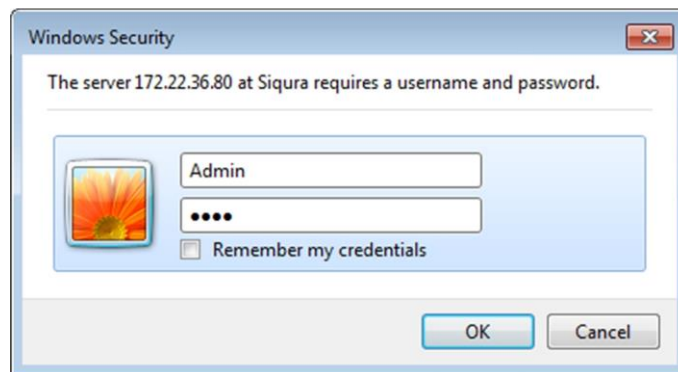 Windows Security
The server 172.22.36.80 at Siqura requires a username and password.
Admin
••••
Remember my credentials
OK
Cancel